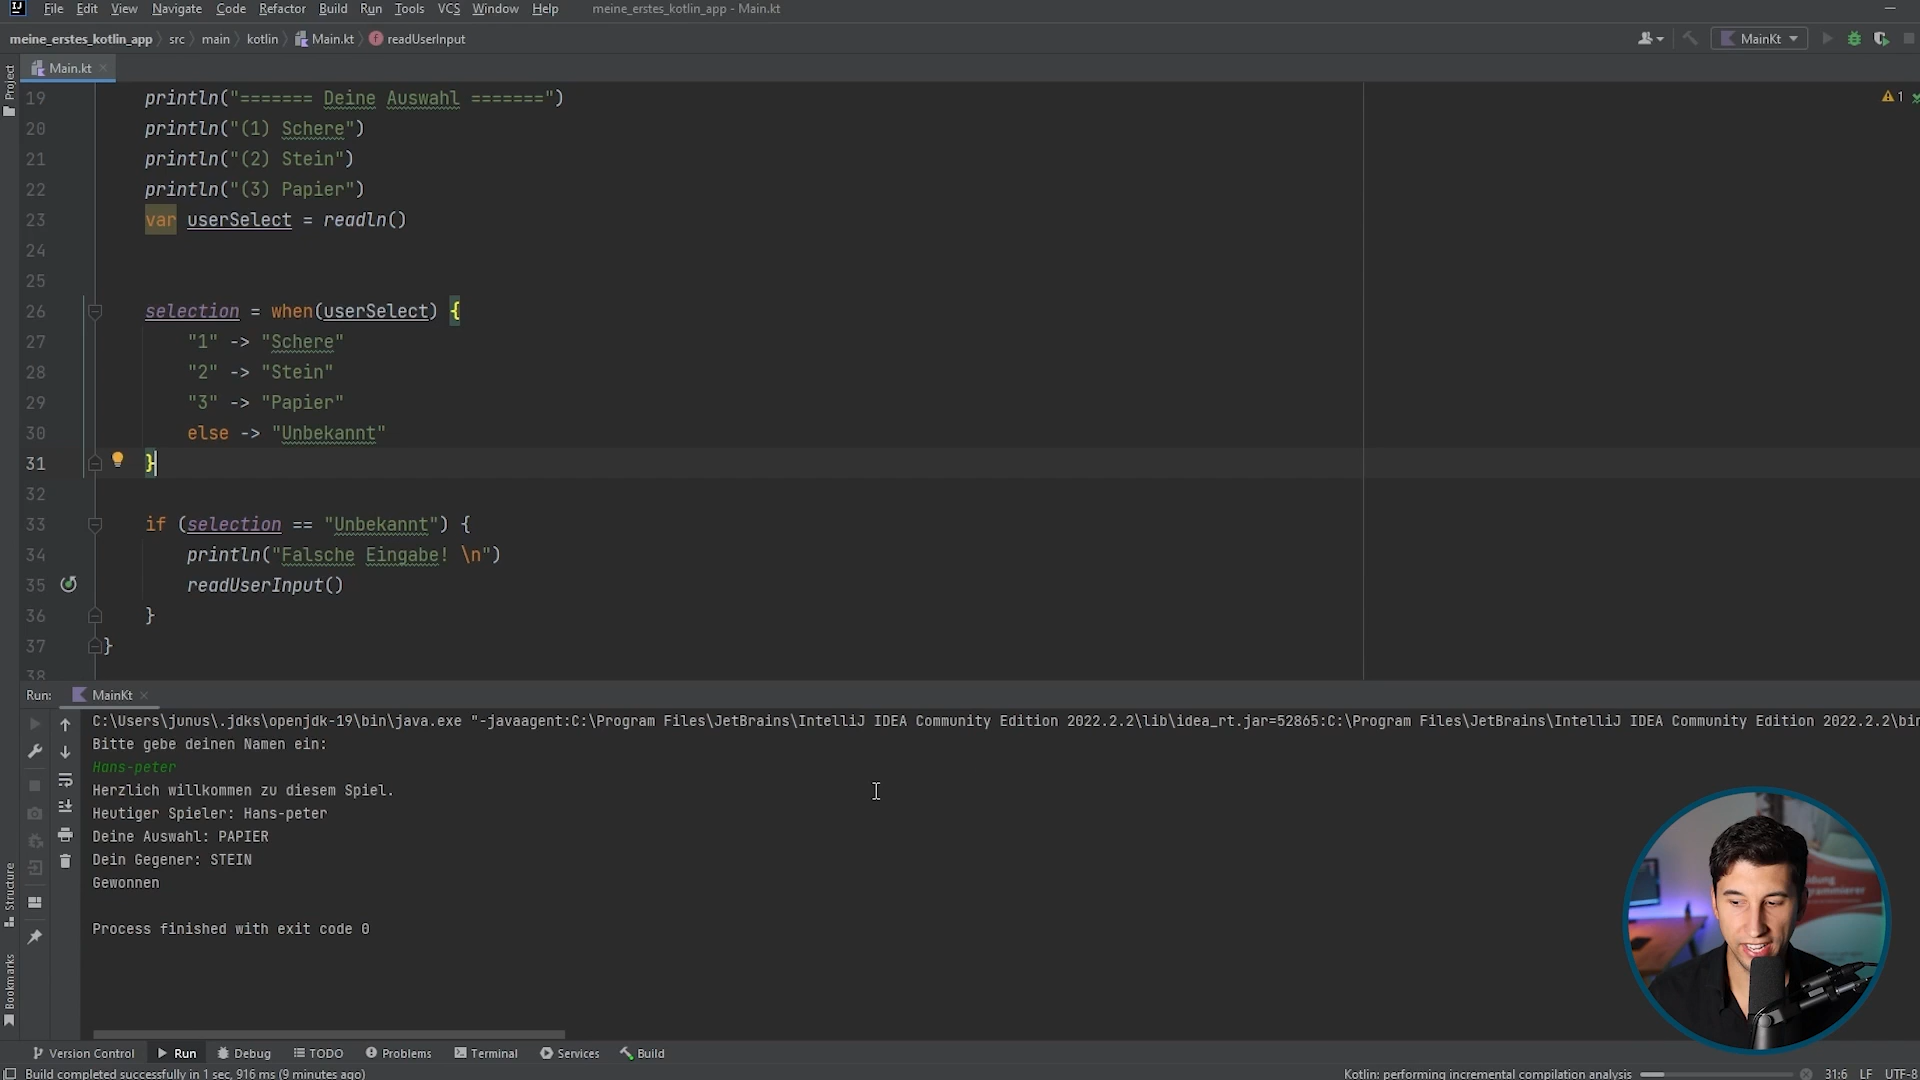 File Edit View Navigate Code Refactor Build Run Tools VCS Window Help meine_erstes_kotlin_app - Main.kt
meine_erstes_kotlin_app src main kotlin Main.kt readUserInput
MainKt
Project
Main.kt
19 println("======= Deine Auswahl =======")
1
20 println("(1) Schere")
21 println("(2) Stein")
22 println("(3) Papier")
23 var userSelect = readln()
24
25
26 selection = when(userSelect) {
27 "1" -> "Schere"
28 "2" -> "Stein"
29 "3" -> "Papier"
30 else -> "Unbekannt"
31 }
32
33 if (selection == "Unbekannt") {
34 println("Falsche Eingabe! \n")
35 readUserInput()
36 }
37 }
38
Run: MainKt
C:\Users\junus\.jdks\openjdk-19\bin\java.exe "-javaagent:C:\Program Files\JetBrains\IntelliJ IDEA Community Edition 2022.2.2\lib\idea_rt.jar=52865:C:\Program Files\JetBrains\IntelliJ IDEA Community Edition 2022.2.2\bin
Bitte gebe deinen Namen ein:
Hans-peter
Herzlich willkommen zu diesem Spiel.
Heutiger Spieler: Hans-peter
Deine Auswahl: PAPIER
Dein Gegener: STEIN
Gewonnen
Process finished with exit code 0
Structure
Bookmarks
Version Control Run Debug TODO Problems Terminal Services Build
Build completed successfully in 1 sec, 916 ms (9 minutes ago)
Kotlin: performing incremental compilation analysis 31:6 LF UTF-8